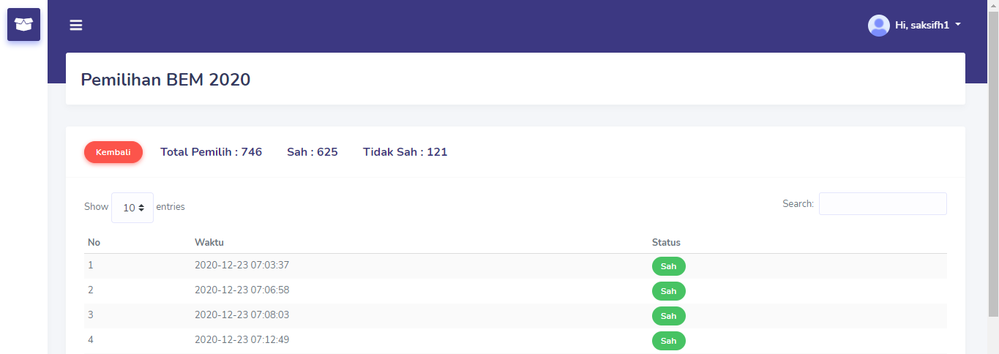 Hi, saksifh1
Pemilihan BEM 2020
Kembali Total Pemilih : 746 Sah : 625 Tidak Sah : 121
Show 10 entries Search:
No Waktu Status
1 2020-12-23 07:03:37 Sah
2 2020-12-23 07:06:58 Sah
3 2020-12-23 07:08:03 Sah
4 2020-12-23 07:12:49 Sah